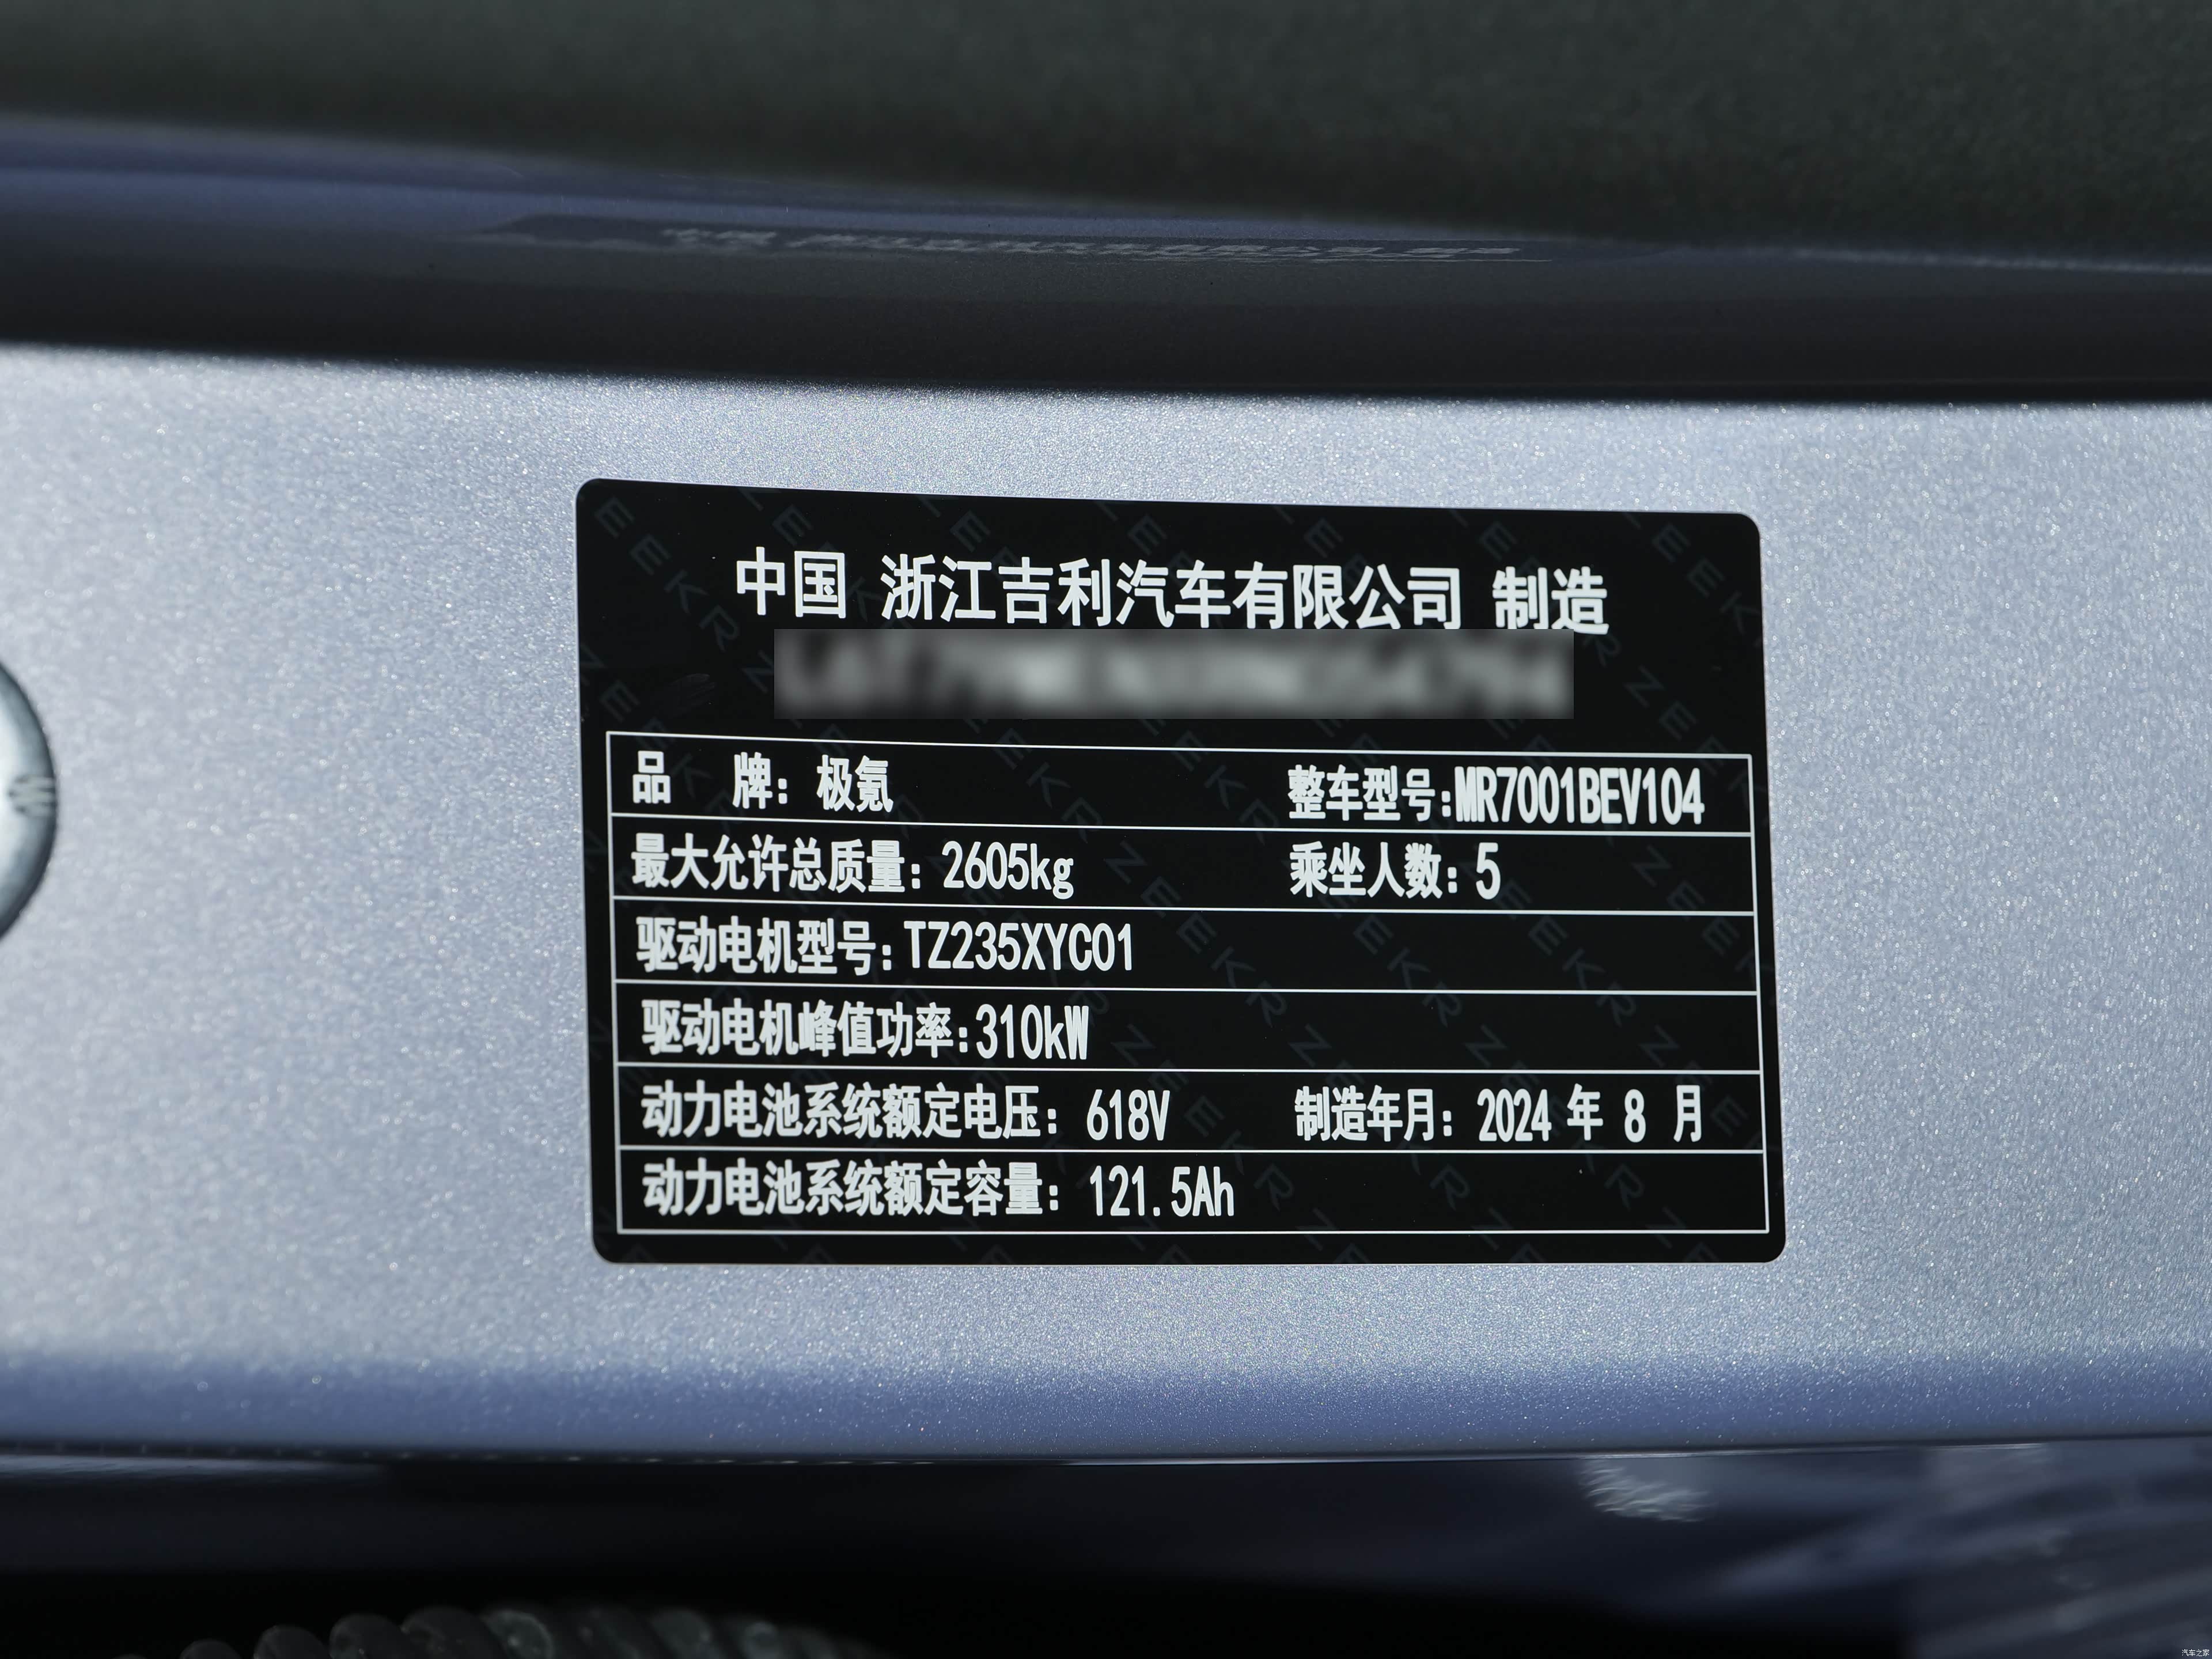 中国 浙江吉利汽车有限公司 制造
品 牌：极氪 整车型号:MR7001BEV104
最大允许总质量：2605kg 乘坐人数：5
驱动电机型号:TZ235XYC01
驱动电机峰值功率:310kW
动力电池系统额定电压：618V 制造年月：2024 年 8 月
动力电池系统额定容量：121.5Ah
汽车之家